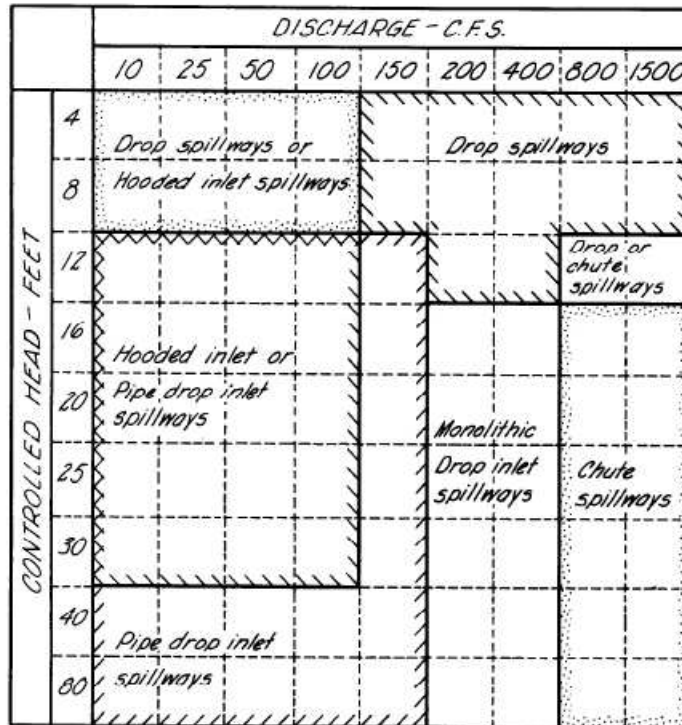 DISCHARGE - C.F.S.
10 25 50 100 150 200 400 800 1500
CONTROLLED HEAD - FEET
4
8
12
16
20
25
30
40
80
Drop spillways or
Hooded inlet spillways
Drop spillways
Drop or
chute
spillways
Hooded inlet or
Pipe drop inlet
spillways
Monolithic
Drop inlet
spillways
Chute
spillways
Pipe drop inlet
spillways